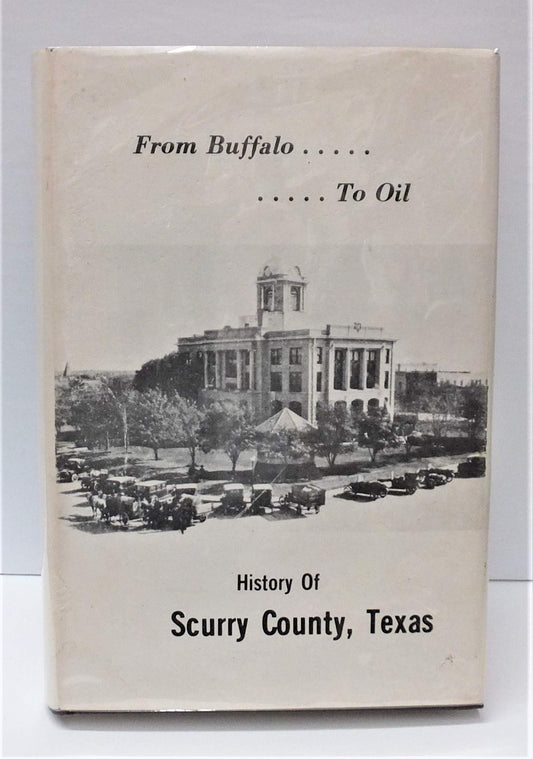 From Buffalo . . . . .
. . . . . To Oil
History Of
Scurry County, Texas